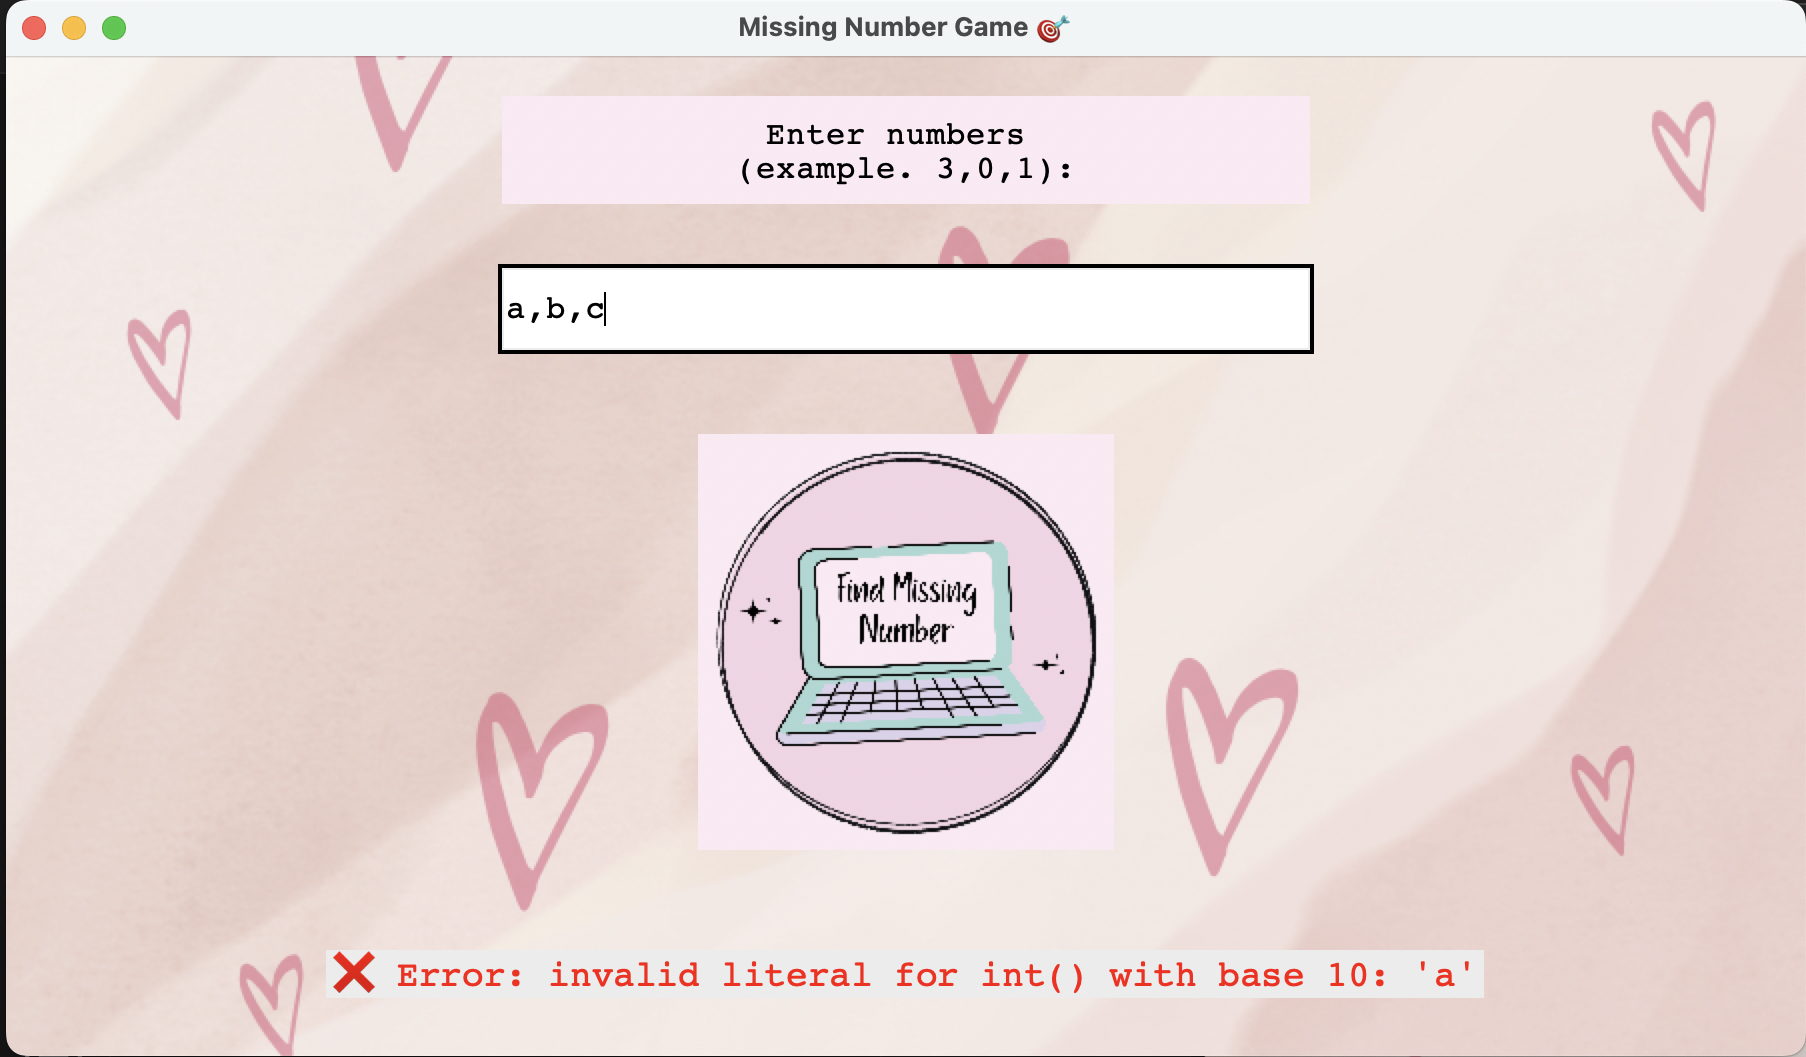 Missing Number Game 🎯
Enter numbers
(example. 3,0,1):
a,b,c
Find Missing
Number
❌ Error: invalid literal for int() with base 10: 'a'